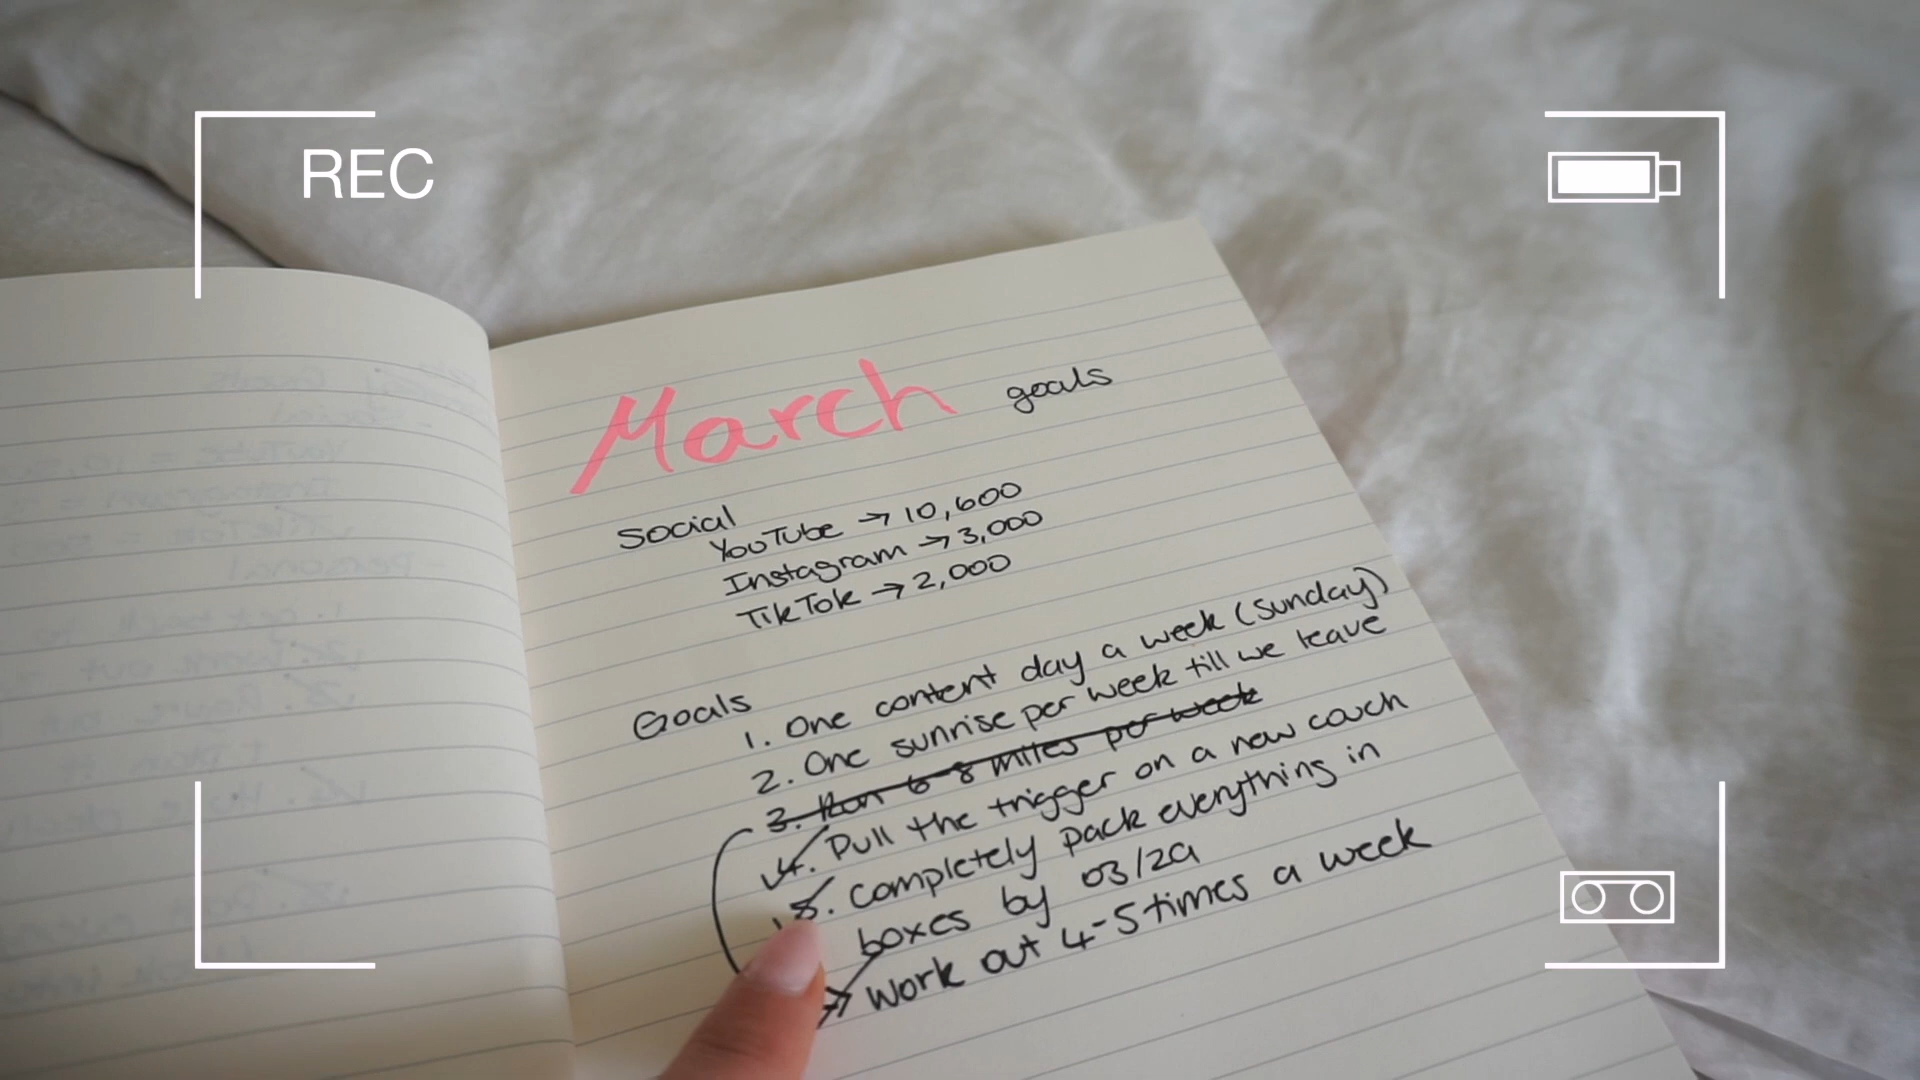 REC
March goals
Social
YouTube → 10,600
Instagram → 3,000
TikTok → 2,000
Goals
1. One content day a week (Sunday)
2. One sunrise per week till we leave
3. Run 6-8 miles per week
4. Pull the trigger on a new couch
5. Completely pack everything in
boxes by 03/29
Work out 4-5 times a week